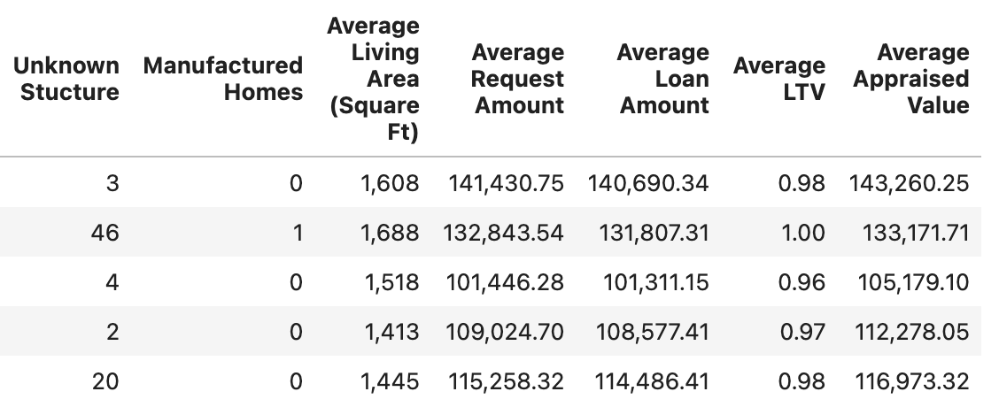 Unknown Stucture Manufactured Homes Average Living Area (Square Ft) Average Request Amount Average Loan Amount Average LTV Average Appraised Value
3 0 1,608 141,430.75 140,690.34 0.98 143,260.25
46 1 1,688 132,843.54 131,807.31 1.00 133,171.71
4 0 1,518 101,446.28 101,311.15 0.96 105,179.10
2 0 1,413 109,024.70 108,577.41 0.97 112,278.05
20 0 1,445 115,258.32 114,486.41 0.98 116,973.32